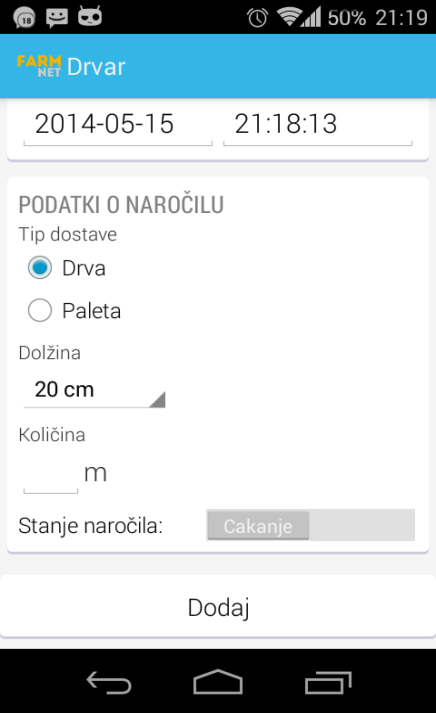 18 50% 21:19
FARM NET Drvar
2014-05-15 21:18:13
PODATKI O NAROČILU
Tip dostave
Drva
Paleta
Dolžina
20 cm
Količina
m
Stanje naročila: Cakanje
Dodaj